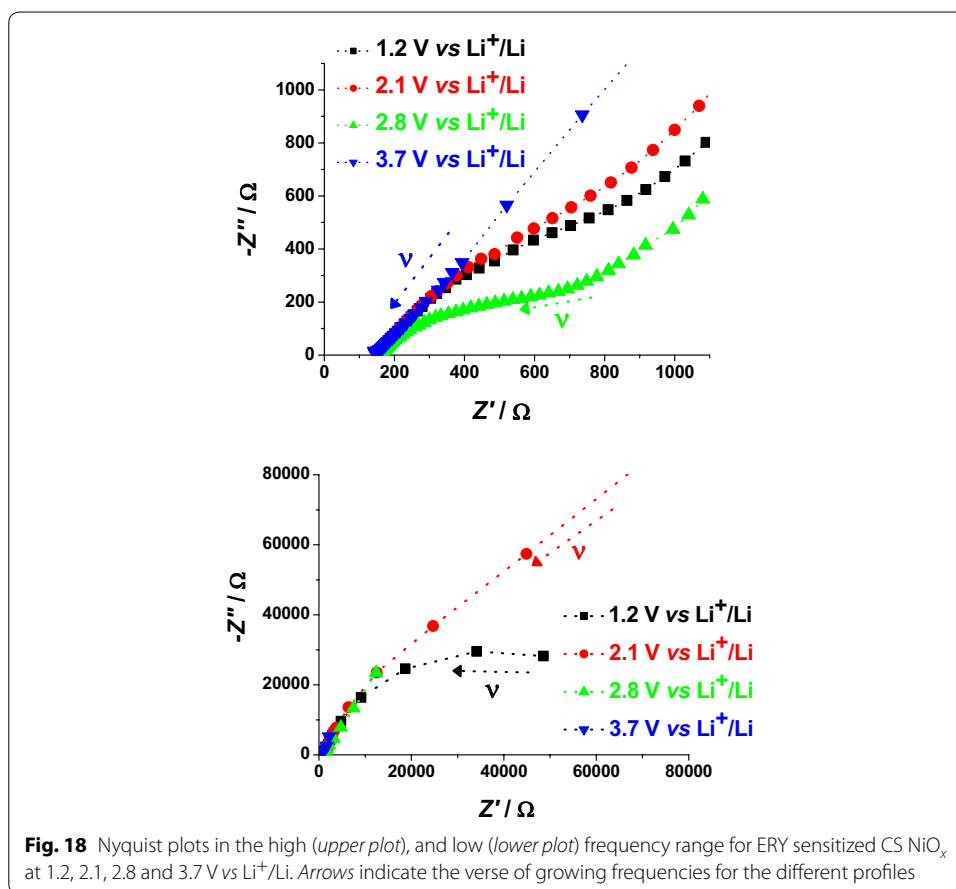 1.2 V vs Li⁺/Li
2.1 V vs Li⁺/Li
2.8 V vs Li⁺/Li
3.7 V vs Li⁺/Li
1000
800
600
400
200
0
-Z'' / Ω
ν
ν
0 200 400 600 800 1000
Z' / Ω
80000
60000
40000
20000
0
-Z'' / Ω
ν
ν
1.2 V vs Li⁺/Li
2.1 V vs Li⁺/Li
2.8 V vs Li⁺/Li
3.7 V vs Li⁺/Li
0 20000 40000 60000 80000
Z' / Ω
Fig. 18 Nyquist plots in the high (upper plot), and low (lower plot) frequency range for ERY sensitized CS NiOₓ
at 1.2, 2.1, 2.8 and 3.7 V vs Li⁺/Li. Arrows indicate the verse of growing frequencies for the different profiles